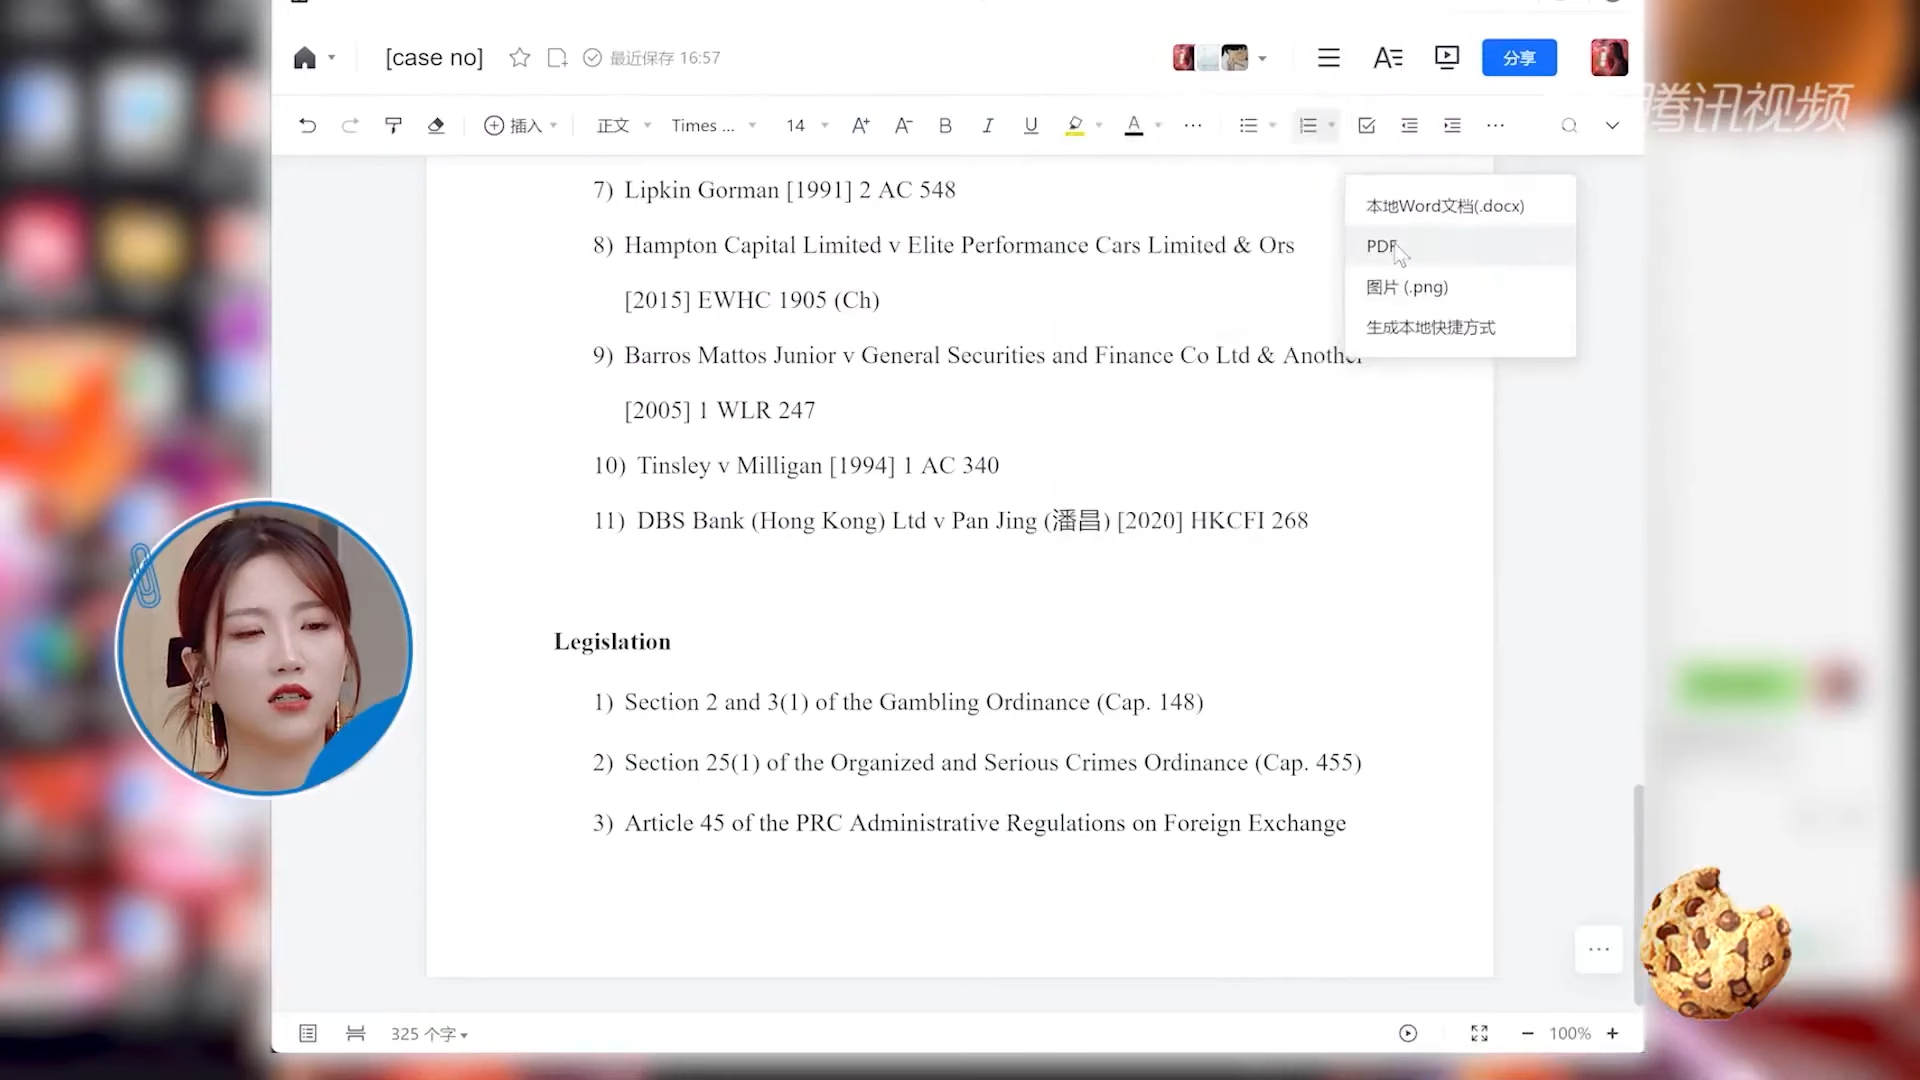 [case no]
最近保存 16:57
分享
腾讯视频
插入
正文
Times ...
14
A+
A-
B
I
U
A
7) Lipkin Gorman [1991] 2 AC 548
8) Hampton Capital Limited v Elite Performance Cars Limited & Ors
[2015] EWHC 1905 (Ch)
9) Barros Mattos Junior v General Securities and Finance Co Ltd & Another
[2005] 1 WLR 247
10) Tinsley v Milligan [1994] 1 AC 340
11) DBS Bank (Hong Kong) Ltd v Pan Jing (潘昌) [2020] HKCFI 268
本地Word文档(.docx)
PDF
图片 (.png)
生成本地快捷方式
Legislation
1) Section 2 and 3(1) of the Gambling Ordinance (Cap. 148)
2) Section 25(1) of the Organized and Serious Crimes Ordinance (Cap. 455)
3) Article 45 of the PRC Administrative Regulations on Foreign Exchange
325 个字
100%